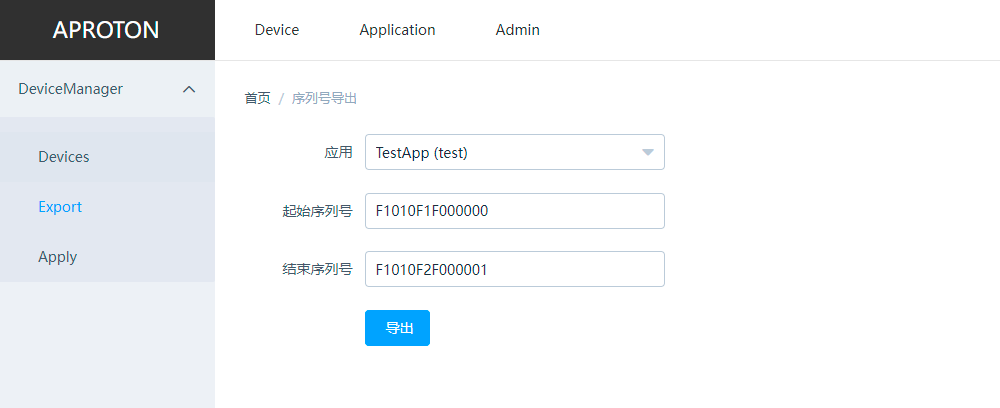 APROTON
Device
Application
Admin
DeviceManager
Devices
Export
Apply
首页 / 序列号导出
应用
TestApp (test)
起始序列号
F1010F1F000000
结束序列号
F1010F2F000001
导出